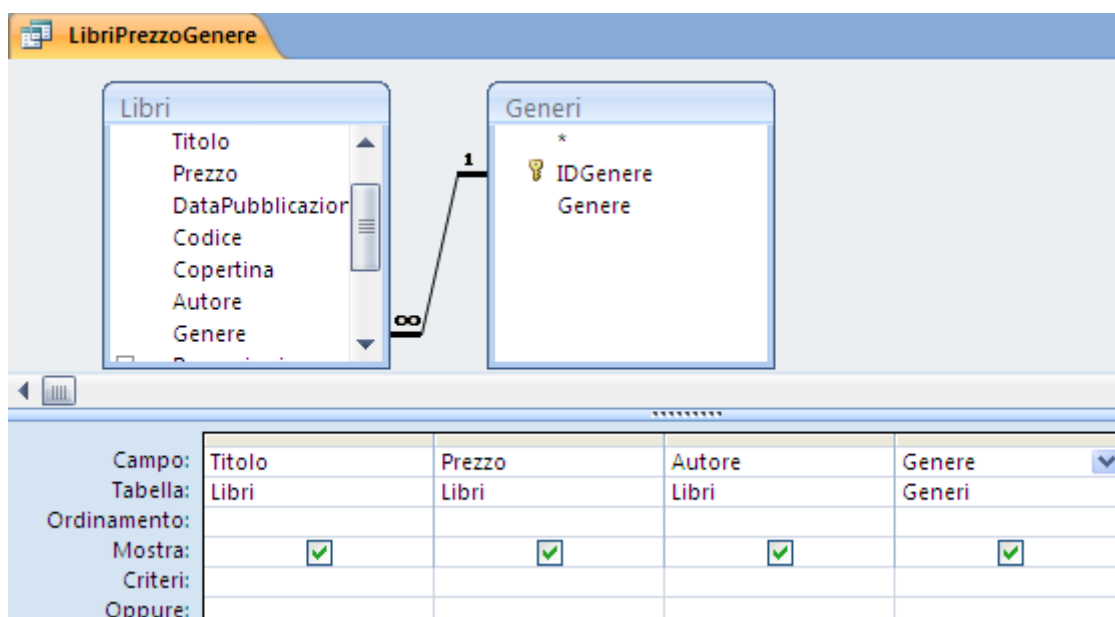 LibriPrezzoGenere
Libri
Titolo
Prezzo
DataPubblicazion
Codice
Copertina
Autore
Genere
Generi
*
IDGenere
Genere
1
∞
Campo: Titolo Prezzo Autore Genere
Tabella: Libri Libri Libri Generi
Ordinamento:
Mostra:
Criteri:
Oppure: